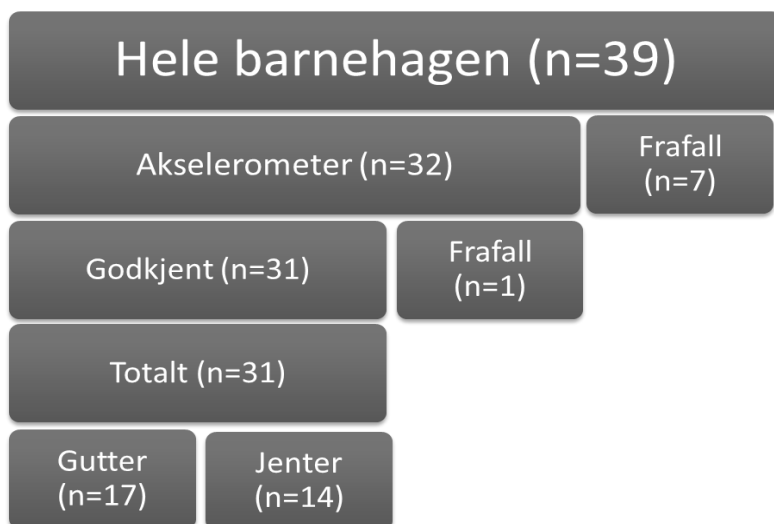 Hele barnehagen (n=39)
Akselerometer (n=32)
Frafall
(n=7)
Godkjent (n=31)
Frafall
(n=1)
Totalt (n=31)
Gutter
(n=17)
Jenter
(n=14)